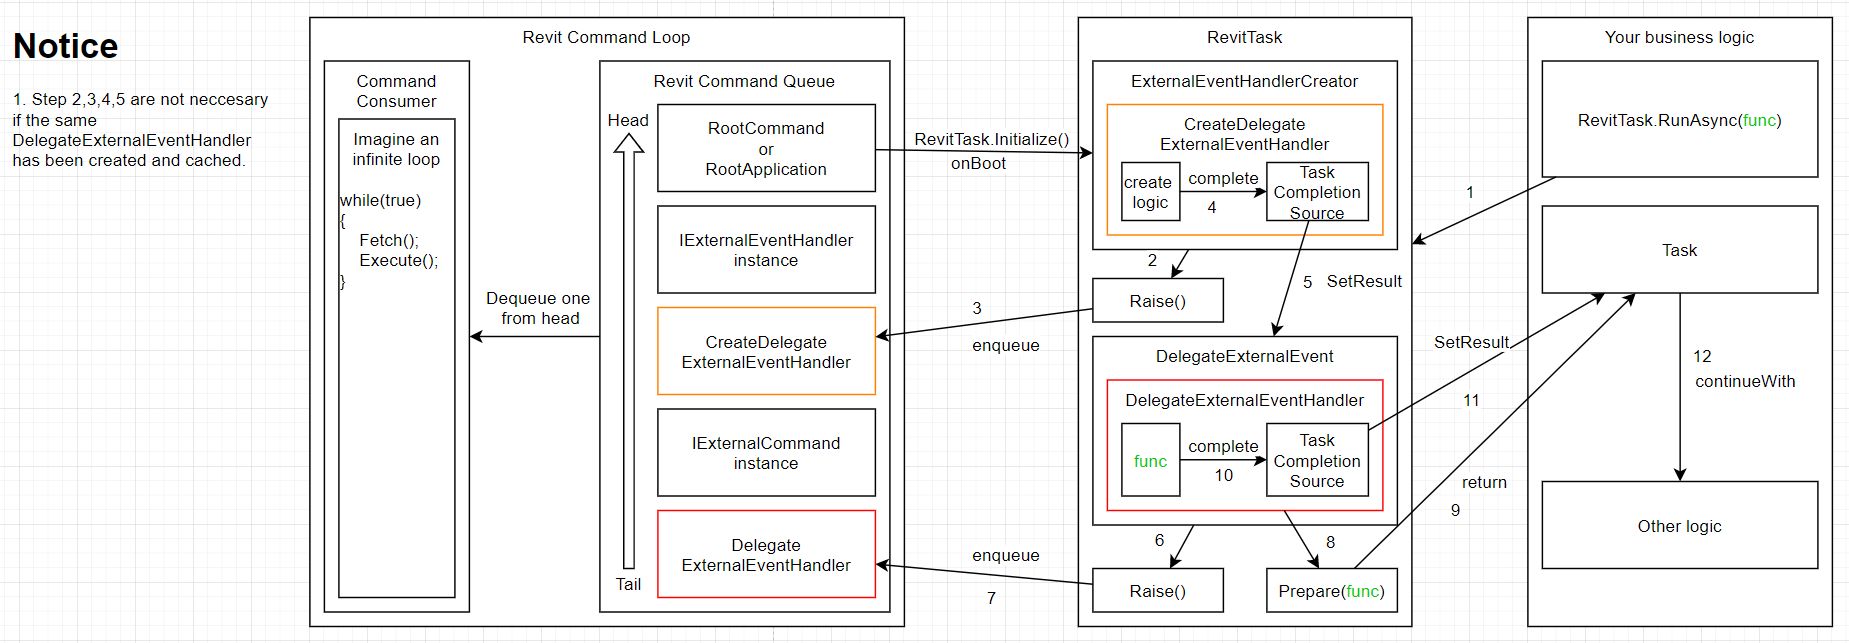 Notice
1. Step 2,3,4,5 are not neccesary
if the same
DelegateExternalEventHandler
has been created and cached.
Revit Command Loop
Command
Consumer
Imagine an
infinite loop
while(true)
{
Fetch();
Execute();
}
Dequeue one
from head
Revit Command Queue
Head
Tail
RootCommand
or
RootApplication
IExternalEventHandler
instance
CreateDelegate
ExternalEventHandler
IExternalCommand
instance
Delegate
ExternalEventHandler
RevitTask.Initialize()
onBoot
3
enqueue
enqueue
7
RevitTask
ExternalEventHandlerCreator
CreateDelegate
ExternalEventHandler
create
logic
complete
4
Task
Completion
Source
2
Raise()
5 SetResult
DelegateExternalEvent
DelegateExternalEventHandler
func
complete
10
Task
Completion
Source
6
8
Raise()
Prepare(func)
1
SetResult
11
return
9
Your business logic
RevitTask.RunAsync(func)
Task
12
continueWith
Other logic